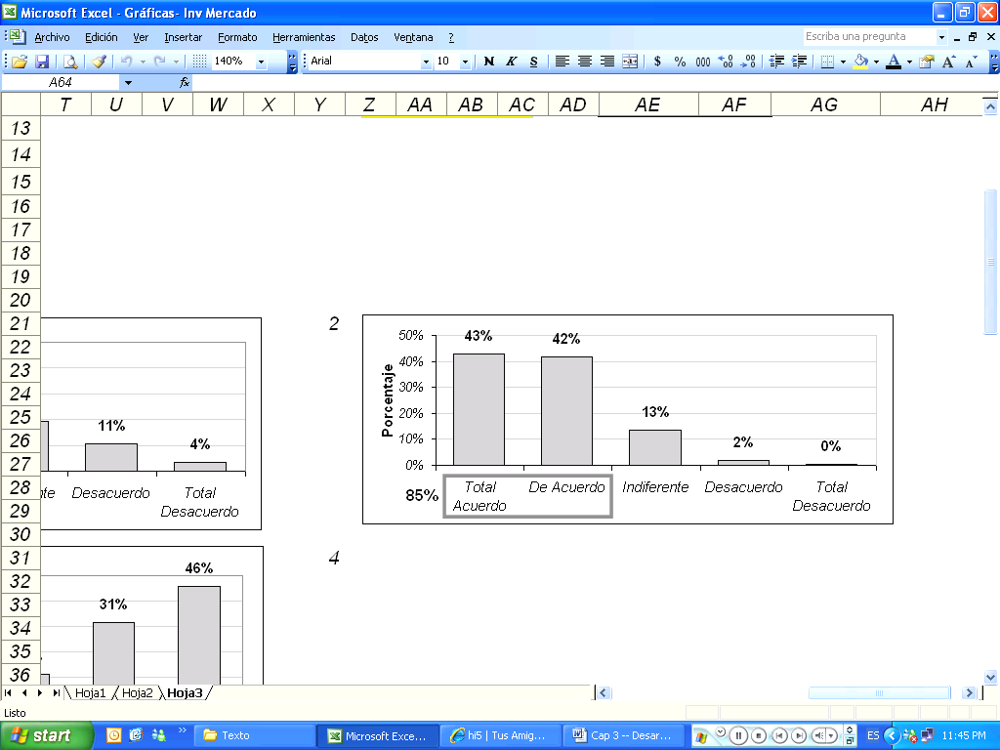 Microsoft Excel - Gráficas- Inv Mercado
Archivo Edición Ver Insertar Formato Herramientas Datos Ventana ? Escriba una pregunta
140% Arial 10 N K S $ % 000
A64 fx
T U V W X Y Z AA AB AC AD AE AF AG AH
13
14
15
16
17
18
19
20
21
22
23
24
25
26
27
28
29
30
31
32
33
34
35
36
11%
4%
nte Desacuerdo Total
Desacuerdo
2
Porcentaje
50%
40%
30%
20%
10%
0%
43% 42% 13% 2% 0%
85% Total
Acuerdo
De Acuerdo Indiferente Desacuerdo Total
Desacuerdo
4
31%
46%
Hoja1 Hoja2 Hoja3
Listo
start Texto Microsoft Exce... hi5 | Tus Amig... Cap 3 -- Desar... ES 11:45 PM